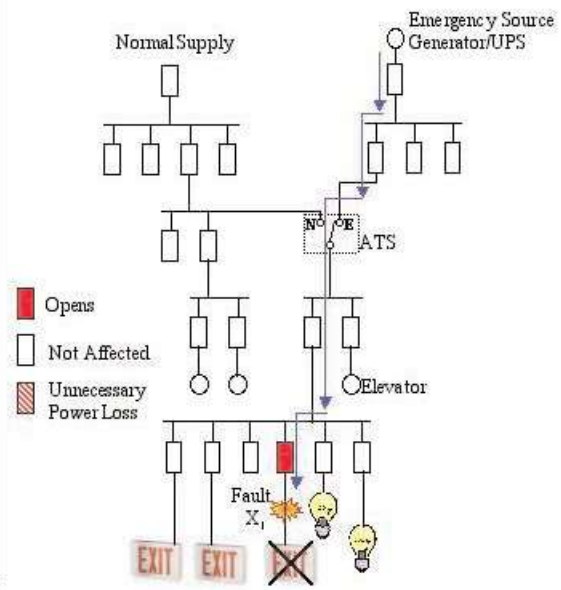 Emergency Source
Generator/UPS
Normal Supply
N
E
ATS
Opens
Not Affected
Unnecessary
Power Loss
Elevator
Fault
X1
EXIT
EXIT
EXIT